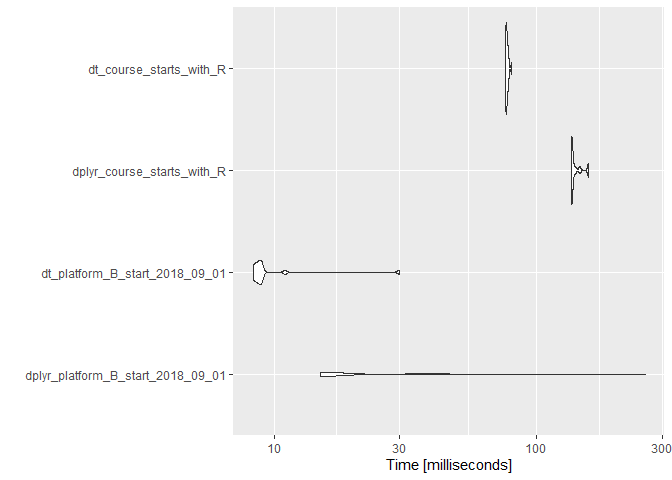 dt_course_starts_with_R
dplyr_course_starts_with_R
dt_platform_B_start_2018_09_01
dplyr_platform_B_start_2018_09_01
10 30 100 300
Time [milliseconds]